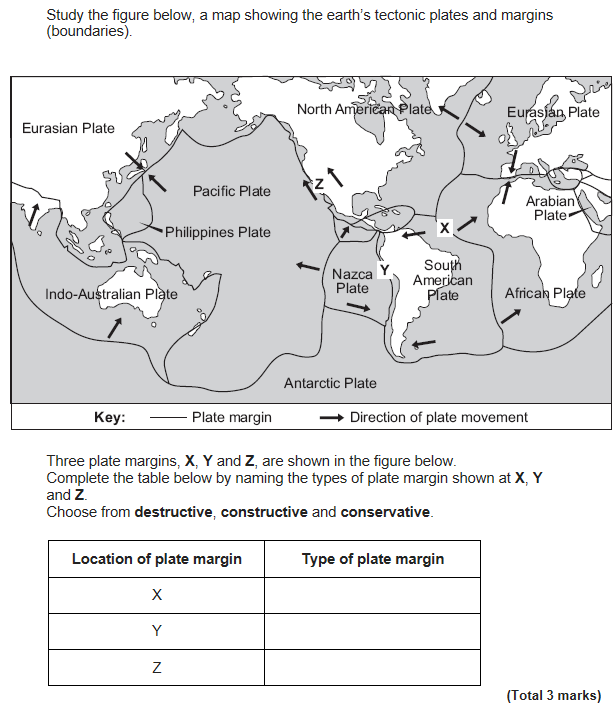 Study the figure below, a map showing the earth's tectonic plates and margins
(boundaries).
North American Plate
Eurasian Plate
Eurasian Plate
Z
Pacific Plate
Arabian
Plate
Philippines Plate
X
Y
Nazca
Plate
South
American
Plate
Indo-Australian Plate
African Plate
Antarctic Plate
Key: Plate margin Direction of plate movement
Three plate margins, X, Y and Z, are shown in the figure below.
Complete the table below by naming the types of plate margin shown at X, Y
and Z.
Choose from destructive, constructive and conservative.
Location of plate margin Type of plate margin
X
Y
Z
(Total 3 marks)